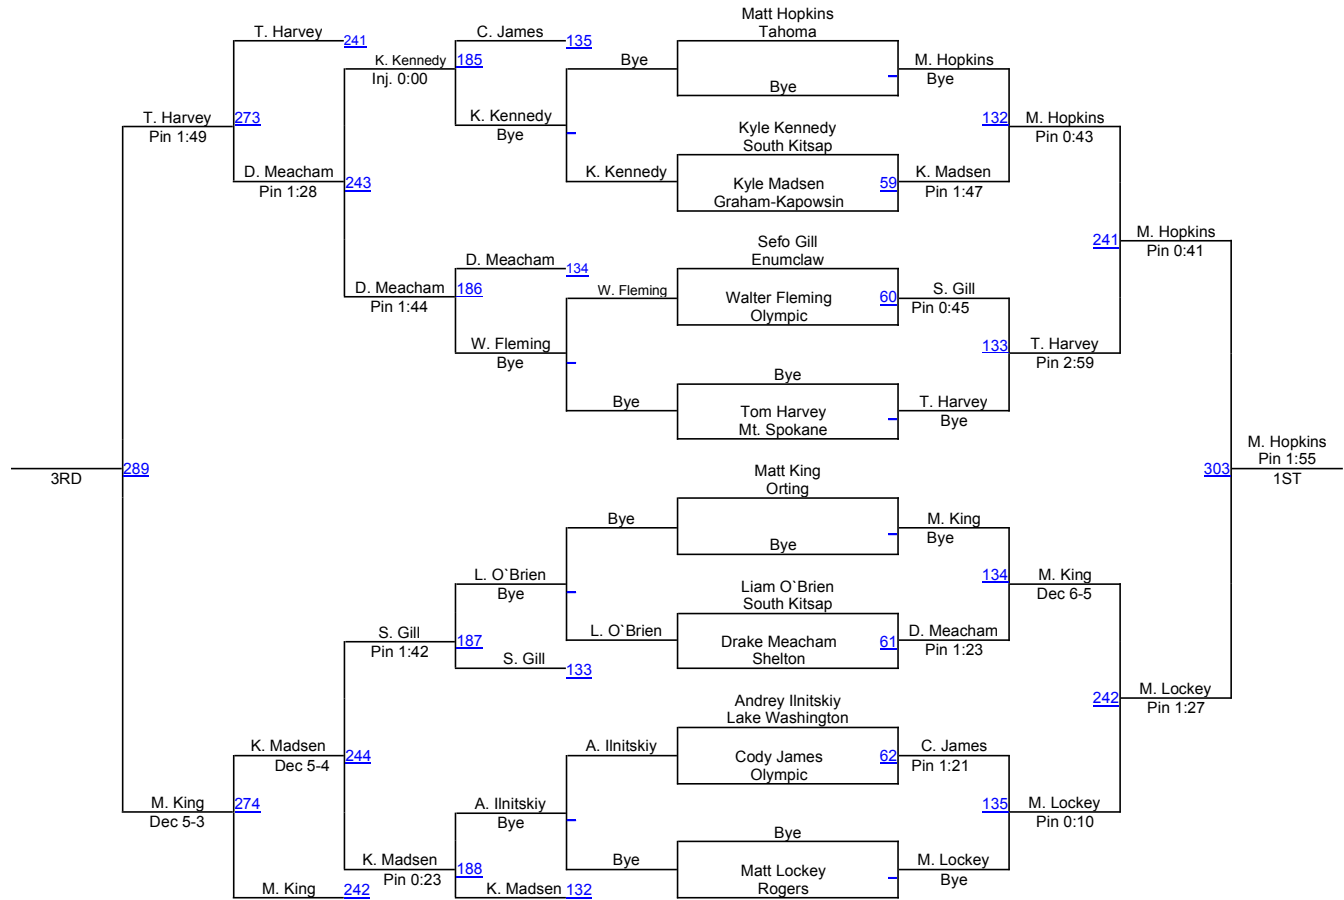 Matt Hopkins
T. Harvey
C. James
Tahoma
241
135
K. Kennedy
185
Bye
M. Hopkins
Inj. 0:00
Bye
Bye
T. Harvey
273
K. Kennedy
132
M. Hopkins
Pin 1:49
Bye
Kyle Kennedy
Pin 0:43
South Kitsap
D. Meacham
243
K. Kennedy
Kyle Madsen
59
K. Madsen
Pin 1:28
Graham-Kapowsin
Pin 1:47
241
M. Hopkins
Sefo Gill
Pin 0:41
D. Meacham
134
Enumclaw
D. Meacham
186
W. Fleming
Walter Fleming
60
S. Gill
Pin 1:44
Olympic
Pin 0:45
W. Fleming
133
T. Harvey
Bye
Pin 2:59
Bye
Bye
Tom Harvey
T. Harvey
Mt. Spokane
Bye
M. Hopkins
289
Matt King
303
Pin 1:55
3RD
Orting
1ST
Bye
M. King
Bye
Bye
L. O`Brien
134
M. King
Bye
Liam O`Brien
Dec 6-5
South Kitsap
S. Gill
187
L. O`Brien
Drake Meacham
61
D. Meacham
Pin 1:42
Shelton
Pin 1:23
S. Gill
133
242
M. Lockey
Andrey Ilnitskiy
Pin 1:27
Lake Washington
K. Madsen
244
A. Ilnitskiy
Cody James
62
C. James
Dec 5-4
Olympic
Pin 1:21
M. King
274
A. Ilnitskiy
135
M. Lockey
Dec 5-3
Bye
Pin 0:10
Bye
K. Madsen
188
Bye
Matt Lockey
M. Lockey
Pin 0:23
Rogers
Bye
M. King
242
K. Madsen
132